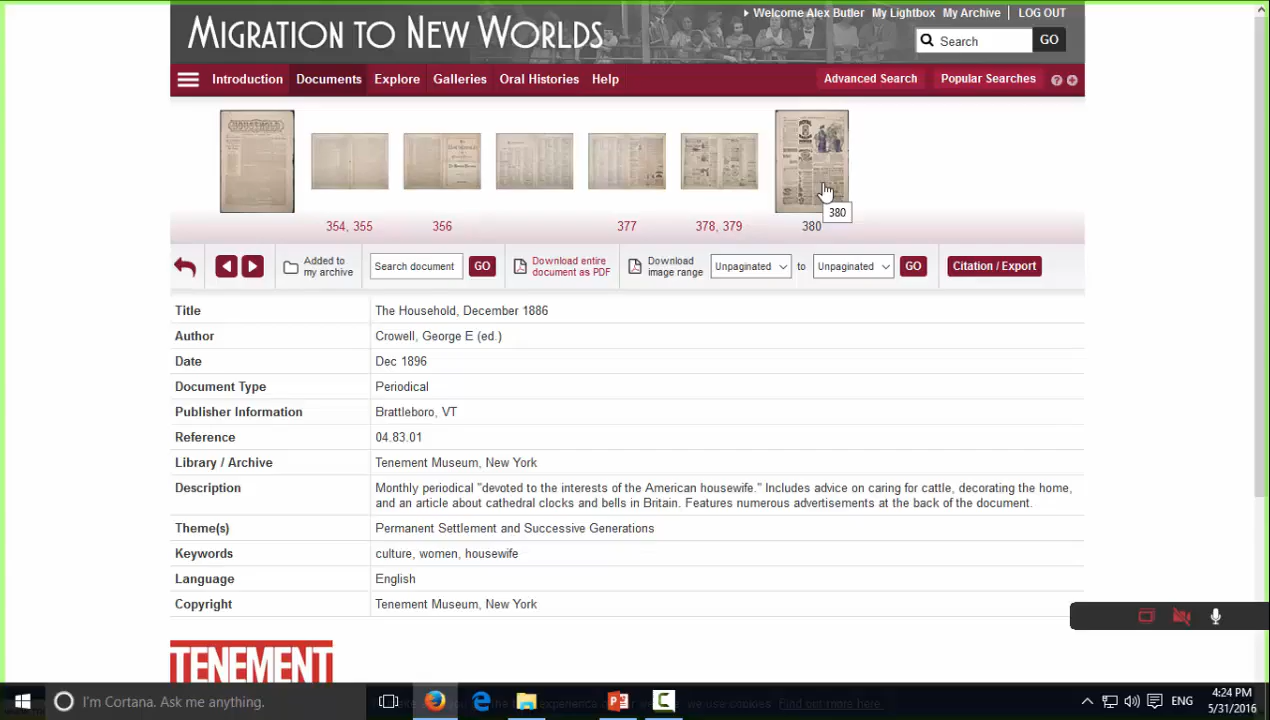 Welcome Alex Butler My Lightbox My Archive LOG OUT
MIGRATION TO NEW WORLDS
Search GO
Introduction Documents Explore Galleries Oral Histories Help Advanced Search Popular Searches
HOUSEHOLD
380
354, 355 356 377 378, 379 380
Added to my archive
Search document GO
Download entire document as PDF
Download image range
Unpaginated to Unpaginated GO
Citation / Export
Title The Household, December 1886
Author Crowell, George E (ed.)
Date Dec 1896
Document Type Periodical
Publisher Information Brattleboro, VT
Reference 04.83.01
Library / Archive Tenement Museum, New York
Description Monthly periodical "devoted to the interests of the American housewife." Includes advice on caring for cattle, decorating the home,
and an article about cathedral clocks and bells in Britain. Features numerous advertisements at the back of the document.
Theme(s) Permanent Settlement and Successive Generations
Keywords culture, women, housewife
Language English
Copyright Tenement Museum, New York
TENEMENT
I'm Cortana. Ask me anything.
experience use cookies. Find out more here.
ENG
4:24 PM
5/31/2016